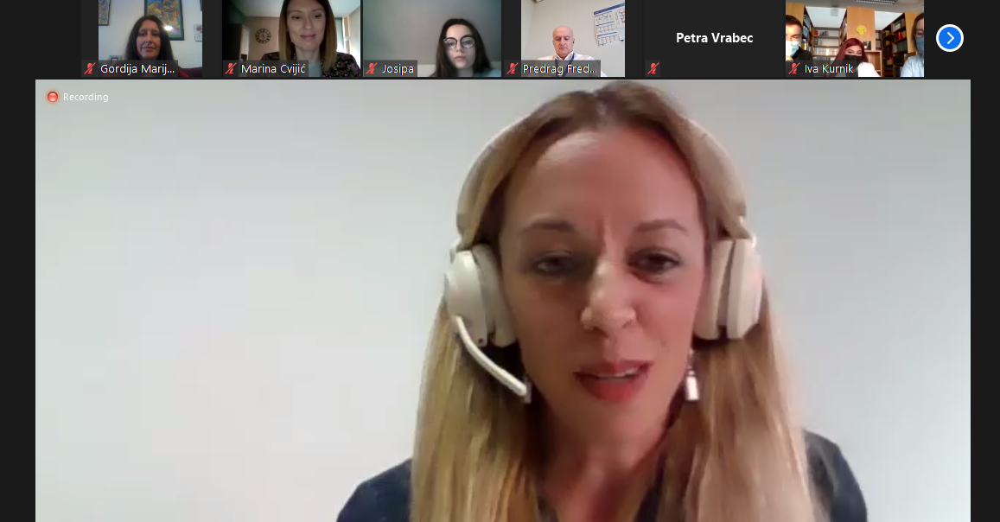 Gordija Marij...
Marina Cvijić
Josipa
Predrag Fred...
Petra Vrabec
Iva Kurnik
Recording